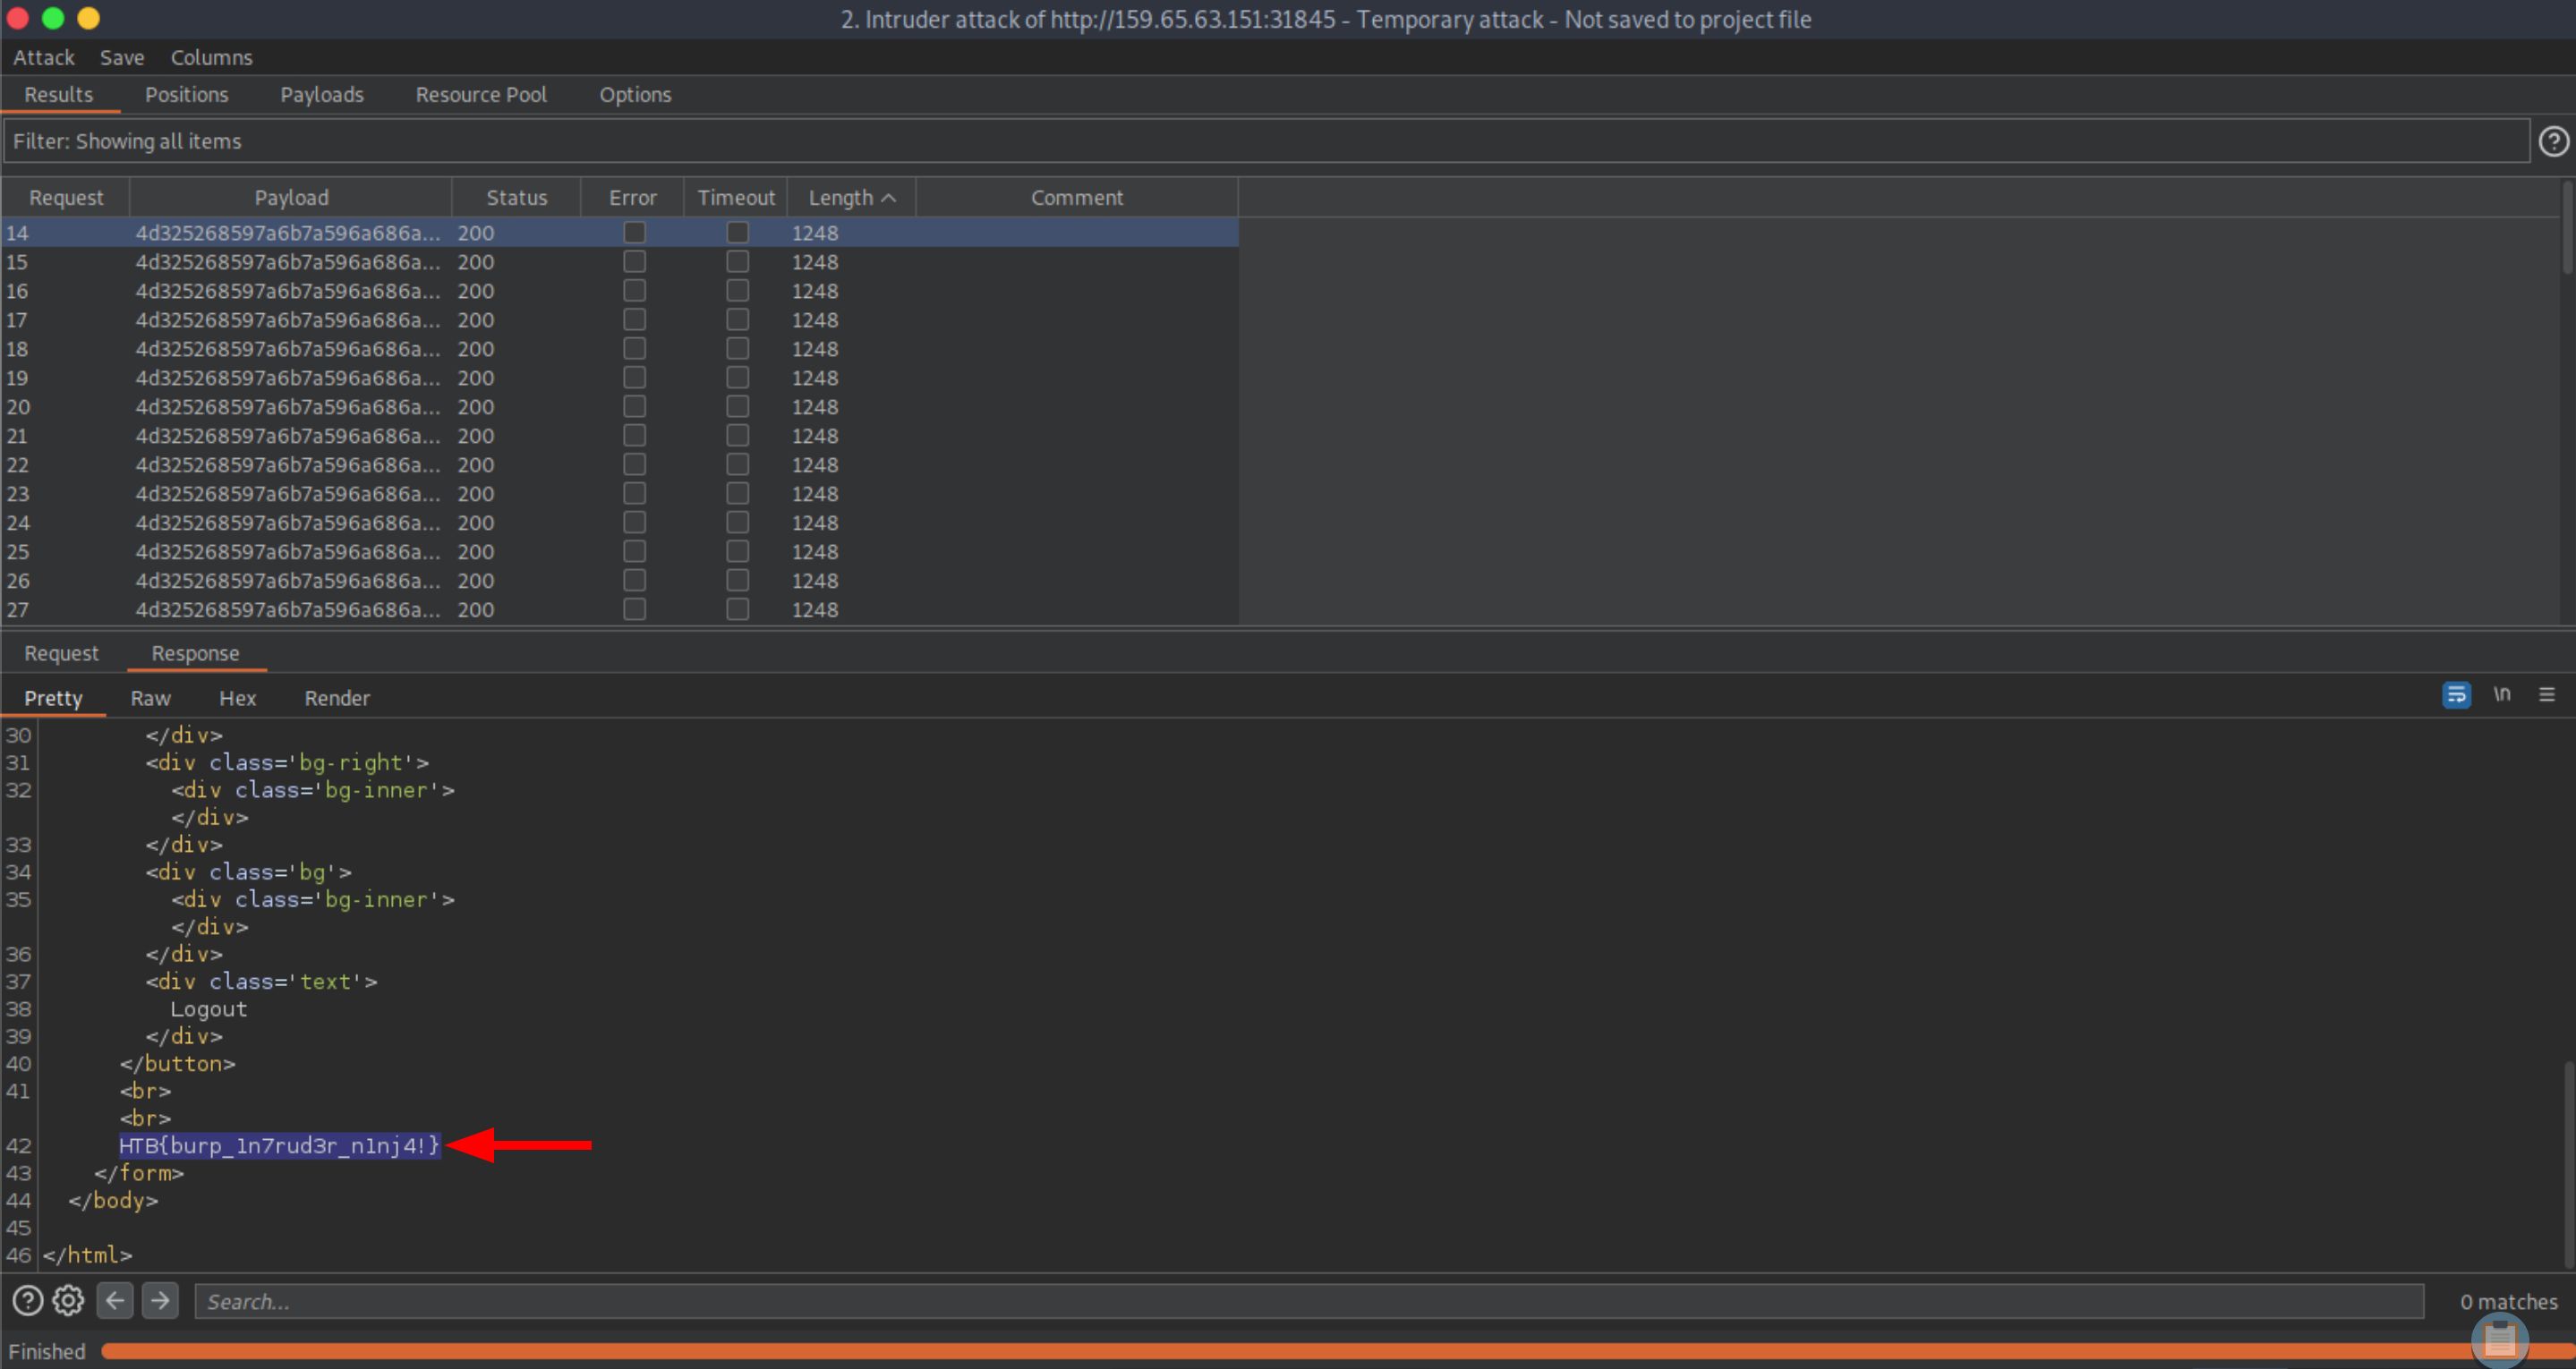 2. Intruder attack of http://159.65.63.151:31845 - Temporary attack - Not saved to project file
Attack Save Columns
Results Positions Payloads Resource Pool Options
Filter: Showing all items
Request Payload Status Error Timeout Length Comment
14 4d325268597a6b7a596a686a... 200 1248
15 4d325268597a6b7a596a686a... 200 1248
16 4d325268597a6b7a596a686a... 200 1248
17 4d325268597a6b7a596a686a... 200 1248
18 4d325268597a6b7a596a686a... 200 1248
19 4d325268597a6b7a596a686a... 200 1248
20 4d325268597a6b7a596a686a... 200 1248
21 4d325268597a6b7a596a686a... 200 1248
22 4d325268597a6b7a596a686a... 200 1248
23 4d325268597a6b7a596a686a... 200 1248
24 4d325268597a6b7a596a686a... 200 1248
25 4d325268597a6b7a596a686a... 200 1248
26 4d325268597a6b7a596a686a... 200 1248
27 4d325268597a6b7a596a686a... 200 1248
Request Response
Pretty Raw Hex Render \n
30 </div>
31 <div class='bg-right'>
32 <div class='bg-inner'>
</div>
33 </div>
34 <div class='bg'>
35 <div class='bg-inner'>
</div>
36 </div>
37 <div class='text'>
38 Logout
39 </div>
40 </button>
41 <br>
<br>
42 HTB{burp_1n7rud3r_n1nj4!}
43 </form>
44 </body>
45
46 </html>
Search...
0 matches
Finished